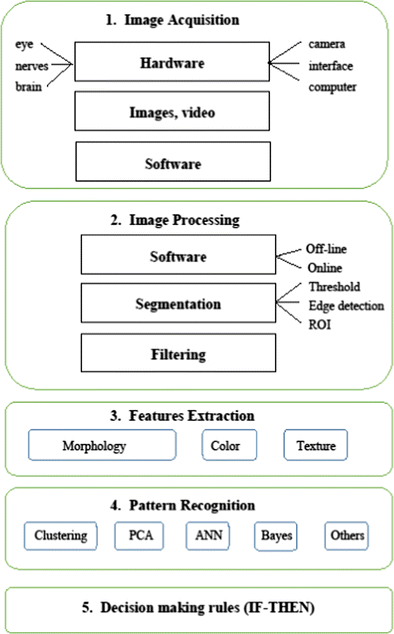 1. Image Acquisition
eye
nerves
brain
Hardware
camera
interface
computer
Images, video
Software
2. Image Processing
Software
Off-line
Online
Segmentation
Threshold
Edge detection
ROI
Filtering
3. Features Extraction
Morphology Color Texture
4. Pattern Recognition
Clustering PCA ANN Bayes Others
5. Decision making rules (IF-THEN)